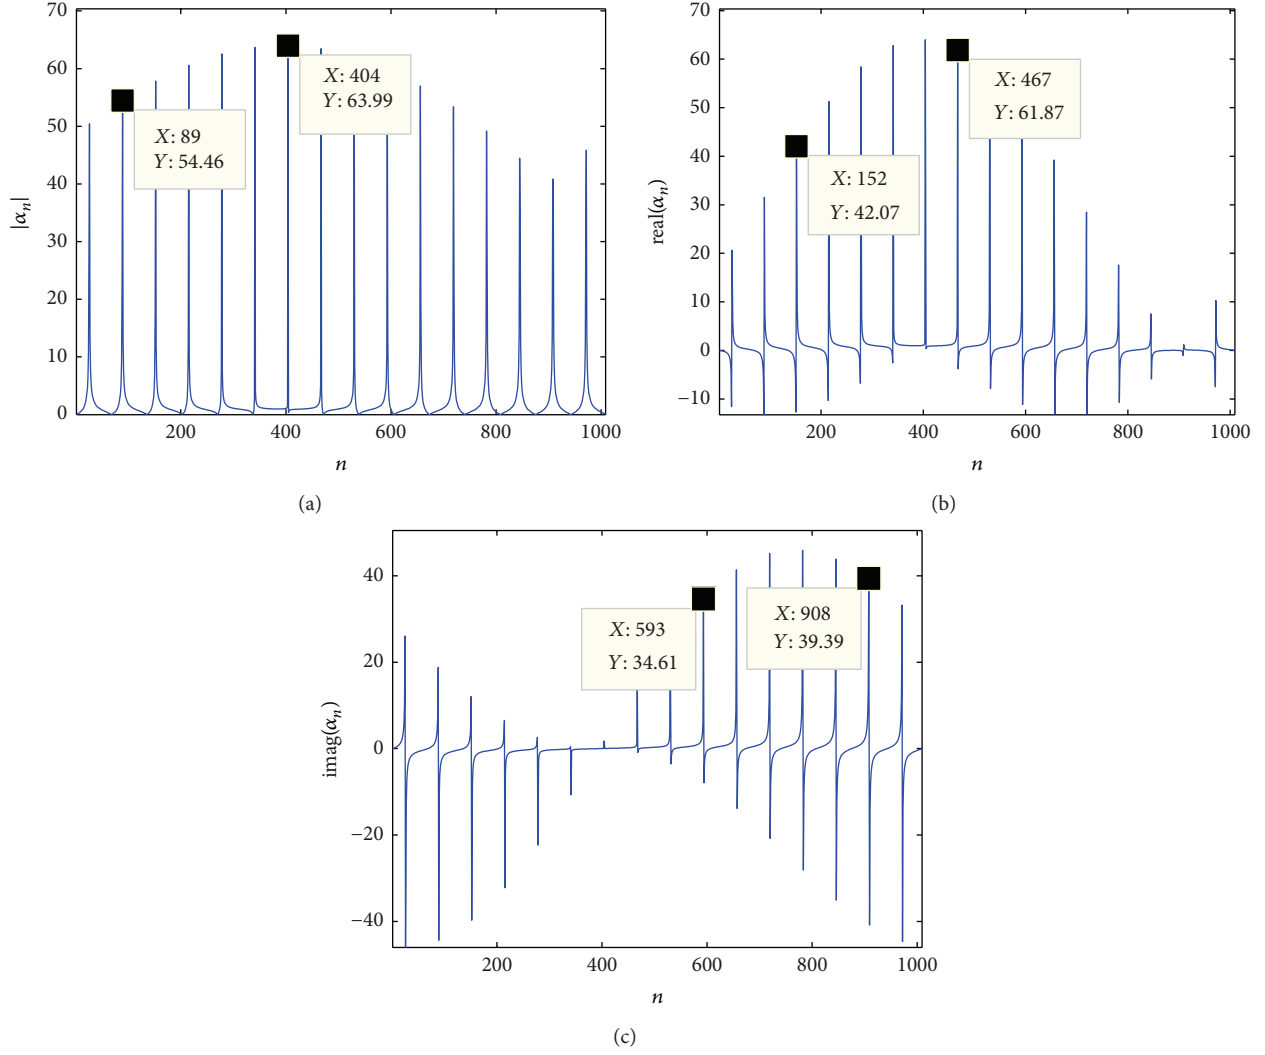 70
60
50
40
30
20
10
0
|αₙ|
X: 89
Y: 54.46
X: 404
Y: 63.99
200
400
600
800
1000
n
(a)
70
60
50
40
30
20
10
0
−10
real(αₙ)
X: 152
Y: 42.07
X: 467
Y: 61.87
200
400
600
800
1000
n
(b)
40
20
0
−20
−40
imag(αₙ)
X: 593
Y: 34.61
X: 908
Y: 39.39
200
400
600
800
1000
n
(c)